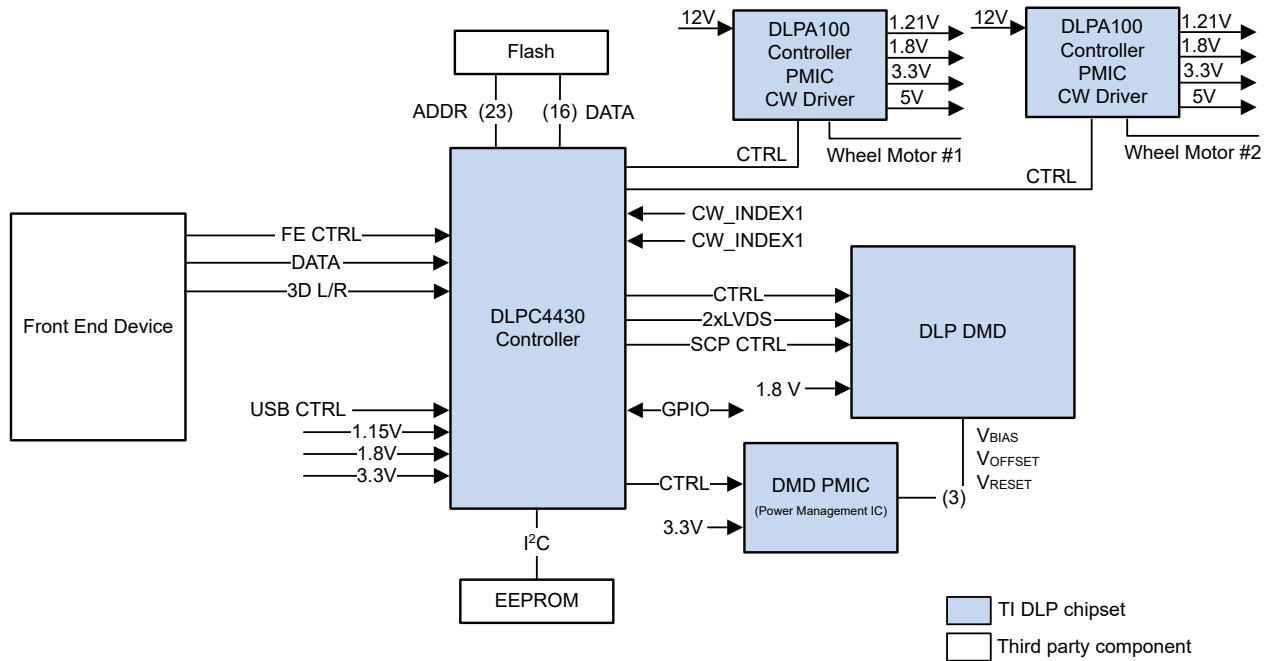 12V
DLPA100
Controller
PMIC
CW Driver
1.21V
1.8V
3.3V
5V
12V
DLPA100
Controller
PMIC
CW Driver
1.21V
1.8V
3.3V
5V
Flash
ADDR (23) (16) DATA
CTRL
Wheel Motor #1
CTRL
Wheel Motor #2
Front End Device
FE CTRL
DATA
3D L/R
DLPC4430
Controller
CW_INDEX1
CW_INDEX1
CTRL
2xLVDS
SCP CTRL
DLP DMD
1.8 V
USB CTRL
1.15V
1.8V
3.3V
GPIO
VBIAS
VOFFSET
VRESET
CTRL
3.3V
DMD PMIC
(Power Management IC)
(3)
I²C
EEPROM
TI DLP chipset
Third party component